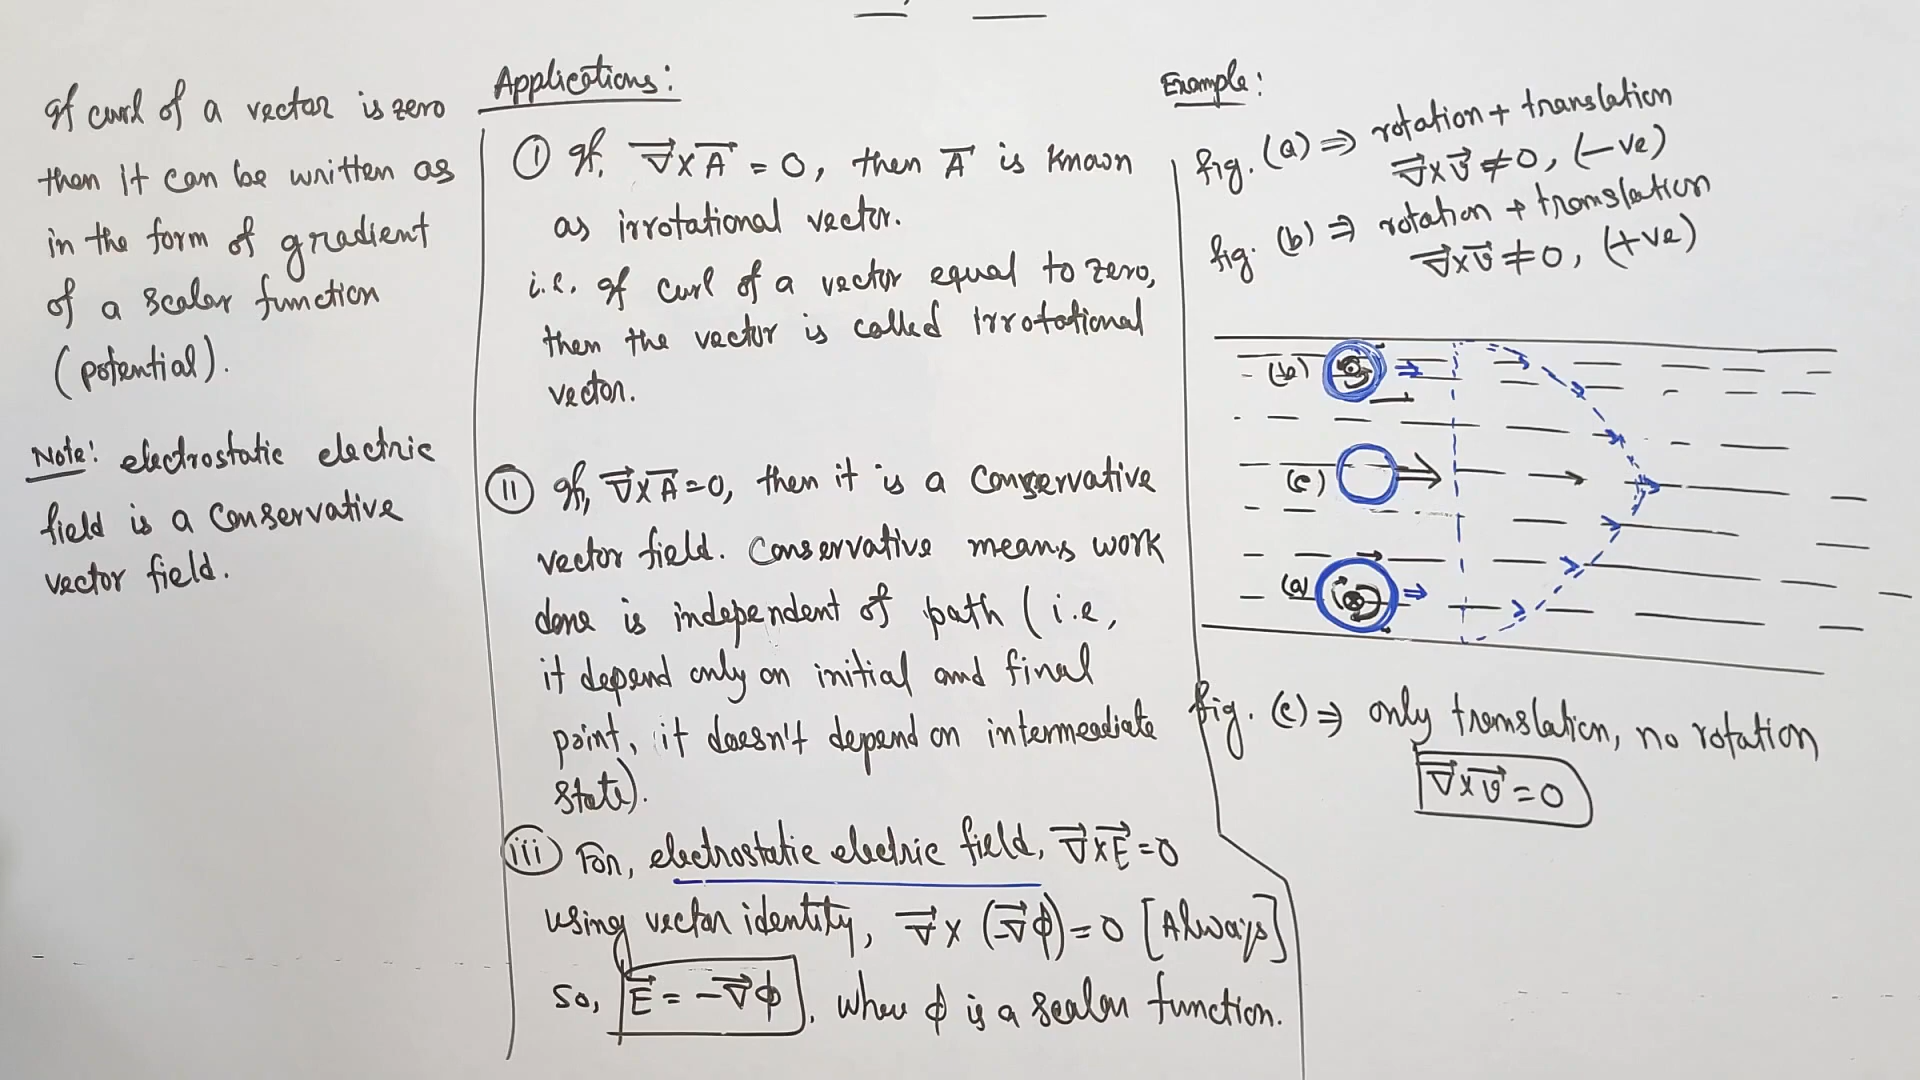 If curl of a vector is zero
then it can be written as
in the form of gradient
of a scalar function
(potential).
Note: electrostatic electric
field is a Conservative
vector field.
Applications:
(i) If, ∇⃗×A⃗ = 0, then A⃗ is known
as irrotational vector.
i.e. If curl of a vector equal to zero,
then the vector is called irrotational
vector.
(ii) If, ∇⃗×A⃗=0, then it is a Conservative
vector field. Conservative means work
done is independent of path (i.e,
it depend only on initial and final
point, it doesn't depend on intermediate
state).
(iii) For, electrostatic electric field, ∇⃗×E⃗=0
using vector identity, ∇⃗×(-∇⃗ϕ)=0 [Always]
so, E⃗ = -∇⃗ϕ, where ϕ is a scalar function.
Example:
fig. (a) ⇒ rotation + translation
∇⃗×v⃗ ≠ 0, (-ve)
fig. (b) ⇒ rotation + translation
∇⃗×v⃗ ≠ 0, (+ve)
(b)
(c)
(a)
fig. (c) ⇒ only translation, no rotation
∇⃗×v⃗ = 0